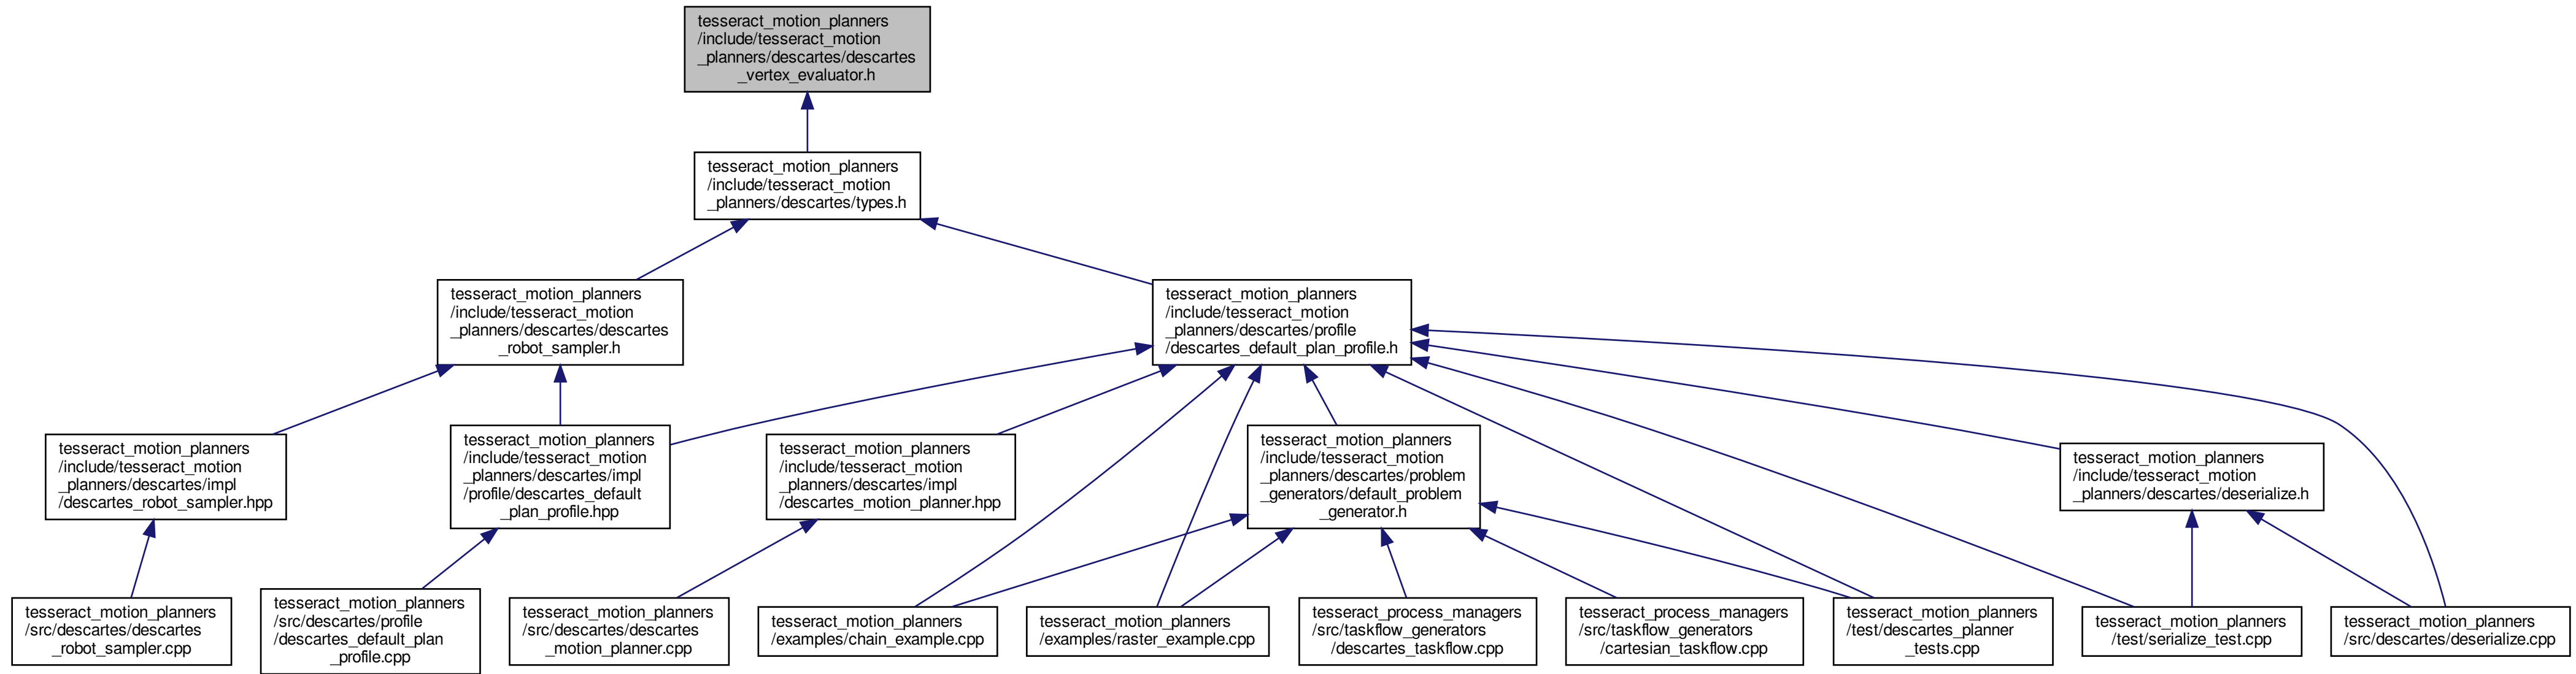 tesseract_motion_planners
/include/tesseract_motion
_planners/descartes/descartes
_vertex_evaluator.h
tesseract_motion_planners
/include/tesseract_motion
_planners/descartes/types.h
tesseract_motion_planners
/include/tesseract_motion
_planners/descartes/descartes
_robot_sampler.h
tesseract_motion_planners
/include/tesseract_motion
_planners/descartes/profile
/descartes_default_plan_profile.h
tesseract_motion_planners
/include/tesseract_motion
_planners/descartes/impl
/descartes_robot_sampler.hpp
tesseract_motion_planners
/include/tesseract_motion
_planners/descartes/impl
/profile/descartes_default
_plan_profile.hpp
tesseract_motion_planners
/include/tesseract_motion
_planners/descartes/impl
/descartes_motion_planner.hpp
tesseract_motion_planners
/include/tesseract_motion
_planners/descartes/problem
_generators/default_problem
_generator.h
tesseract_motion_planners
/include/tesseract_motion
_planners/descartes/deserialize.h
tesseract_motion_planners
/src/descartes/descartes
_robot_sampler.cpp
tesseract_motion_planners
/src/descartes/profile
/descartes_default_plan
_profile.cpp
tesseract_motion_planners
/src/descartes/descartes
_motion_planner.cpp
tesseract_motion_planners
/examples/chain_example.cpp
tesseract_motion_planners
/examples/raster_example.cpp
tesseract_process_managers
/src/taskflow_generators
/descartes_taskflow.cpp
tesseract_process_managers
/src/taskflow_generators
/cartesian_taskflow.cpp
tesseract_motion_planners
/test/descartes_planner
_tests.cpp
tesseract_motion_planners
/test/serialize_test.cpp
tesseract_motion_planners
/src/descartes/deserialize.cpp